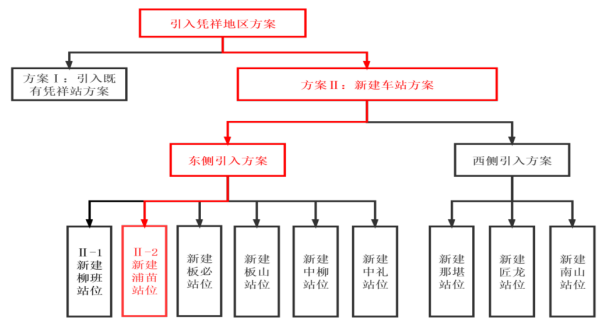 引入凭祥地区方案
方案Ⅰ：引入既
有凭祥站方案
方案Ⅱ：新建车站方案
东侧引入方案
西侧引入方案
Ⅱ-1
新建
柳班
站位
Ⅱ-2
新建
浦苗
站位
新建
板必
站位
新建
板山
站位
新建
中柳
站位
新建
中礼
站位
新建
那堪
站位
新建
匠龙
站位
新建
南山
站位